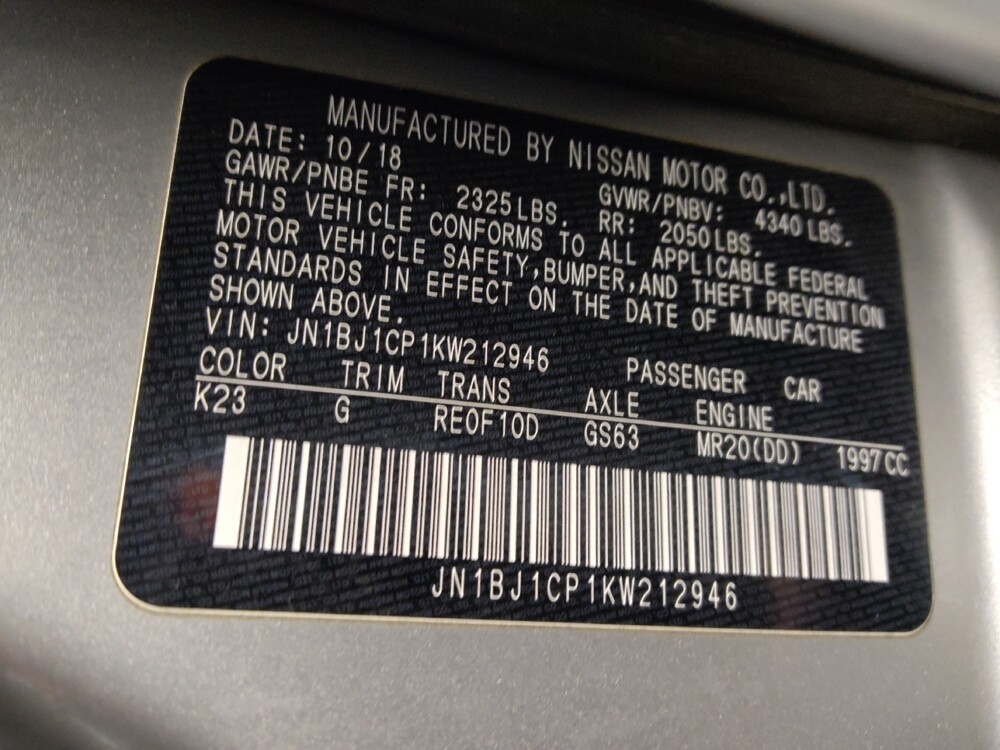 MANUFACTURED BY NISSAN MOTOR CO.,LTD.
DATE: 10/18 GVWR/PNBV: 4340 LBS.
GAWR/PNBE FR: 2325LBS. RR: 2050LBS.
THIS VEHICLE CONFORMS TO ALL APPLICABLE FEDERAL
MOTOR VEHICLE SAFETY,BUMPER,AND THEFT PREVENTION
STANDARDS IN EFFECT ON THE DATE OF MANUFACTURE
SHOWN ABOVE.
VIN: JN1BJ1CP1KW212946 PASSENGER CAR
COLOR TRIM TRANS AXLE ENGINE
K23 G RE0F10D GS63 MR20(DD) 1997CC
JN1BJ1CP1KW212946